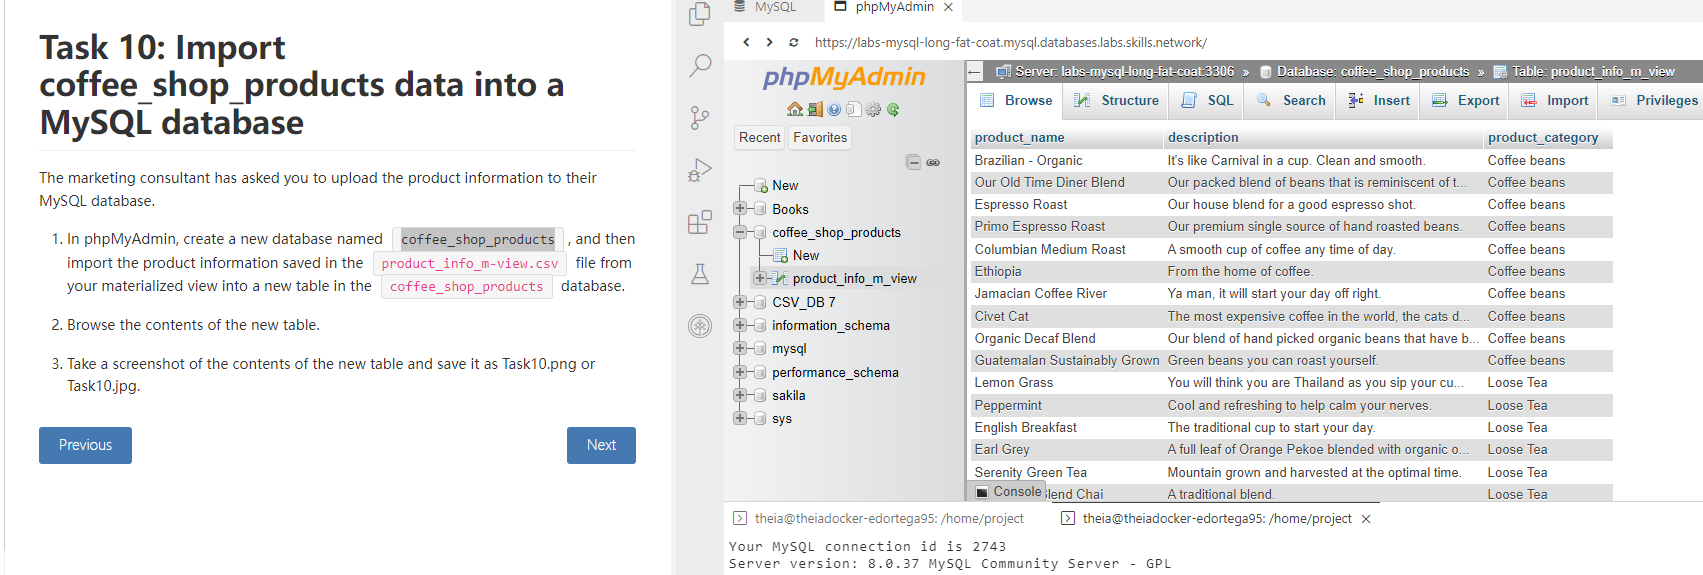 Task 10: Import
coffee_shop_products data into a
MySQL database
The marketing consultant has asked you to upload the product information to their
MySQL database.
1. In phpMyAdmin, create a new database named coffee_shop_products , and then
import the product information saved in the product_info_m-view.csv file from
your materialized view into a new table in the coffee_shop_products database.
2. Browse the contents of the new table.
3. Take a screenshot of the contents of the new table and save it as Task10.png or
Task10.jpg.
Previous Next
MySQL phpMyAdmin
https://labs-mysql-long-fat-coat.mysql.databases.labs.skills.network/
phpMyAdmin
Recent Favorites
New
Books
coffee_shop_products
New
product_info_m_view
CSV_DB 7
information_schema
mysql
performance_schema
sakila
sys
Server: labs-mysql-long-fat-coat:3306 » Database: coffee_shop_products » Table: product_info_m_view
Browse Structure SQL Search Insert Export Import Privileges
product_name description product_category
Brazilian - Organic It's like Carnival in a cup. Clean and smooth. Coffee beans
Our Old Time Diner Blend Our packed blend of beans that is reminiscent of t... Coffee beans
Espresso Roast Our house blend for a good espresso shot. Coffee beans
Primo Espresso Roast Our premium single source of hand roasted beans. Coffee beans
Columbian Medium Roast A smooth cup of coffee any time of day. Coffee beans
Ethiopia From the home of coffee. Coffee beans
Jamacian Coffee River Ya man, it will start your day off right. Coffee beans
Civet Cat The most expensive coffee in the world, the cats d... Coffee beans
Organic Decaf Blend Our blend of hand picked organic beans that have b... Coffee beans
Guatemalan Sustainably Grown Green beans you can roast yourself. Coffee beans
Lemon Grass You will think you are Thailand as you sip your cu... Loose Tea
Peppermint Cool and refreshing to help calm your nerves. Loose Tea
English Breakfast The traditional cup to start your day. Loose Tea
Earl Grey A full leaf of Orange Pekoe blended with organic o... Loose Tea
Serenity Green Tea Mountain grown and harvested at the optimal time. Loose Tea
Blend Chai A traditional blend. Loose Tea
Console
theia@theiadocker-edortega95: /home/project theia@theiadocker-edortega95: /home/project
Your MySQL connection id is 2743
Server version: 8.0.37 MySQL Community Server - GPL